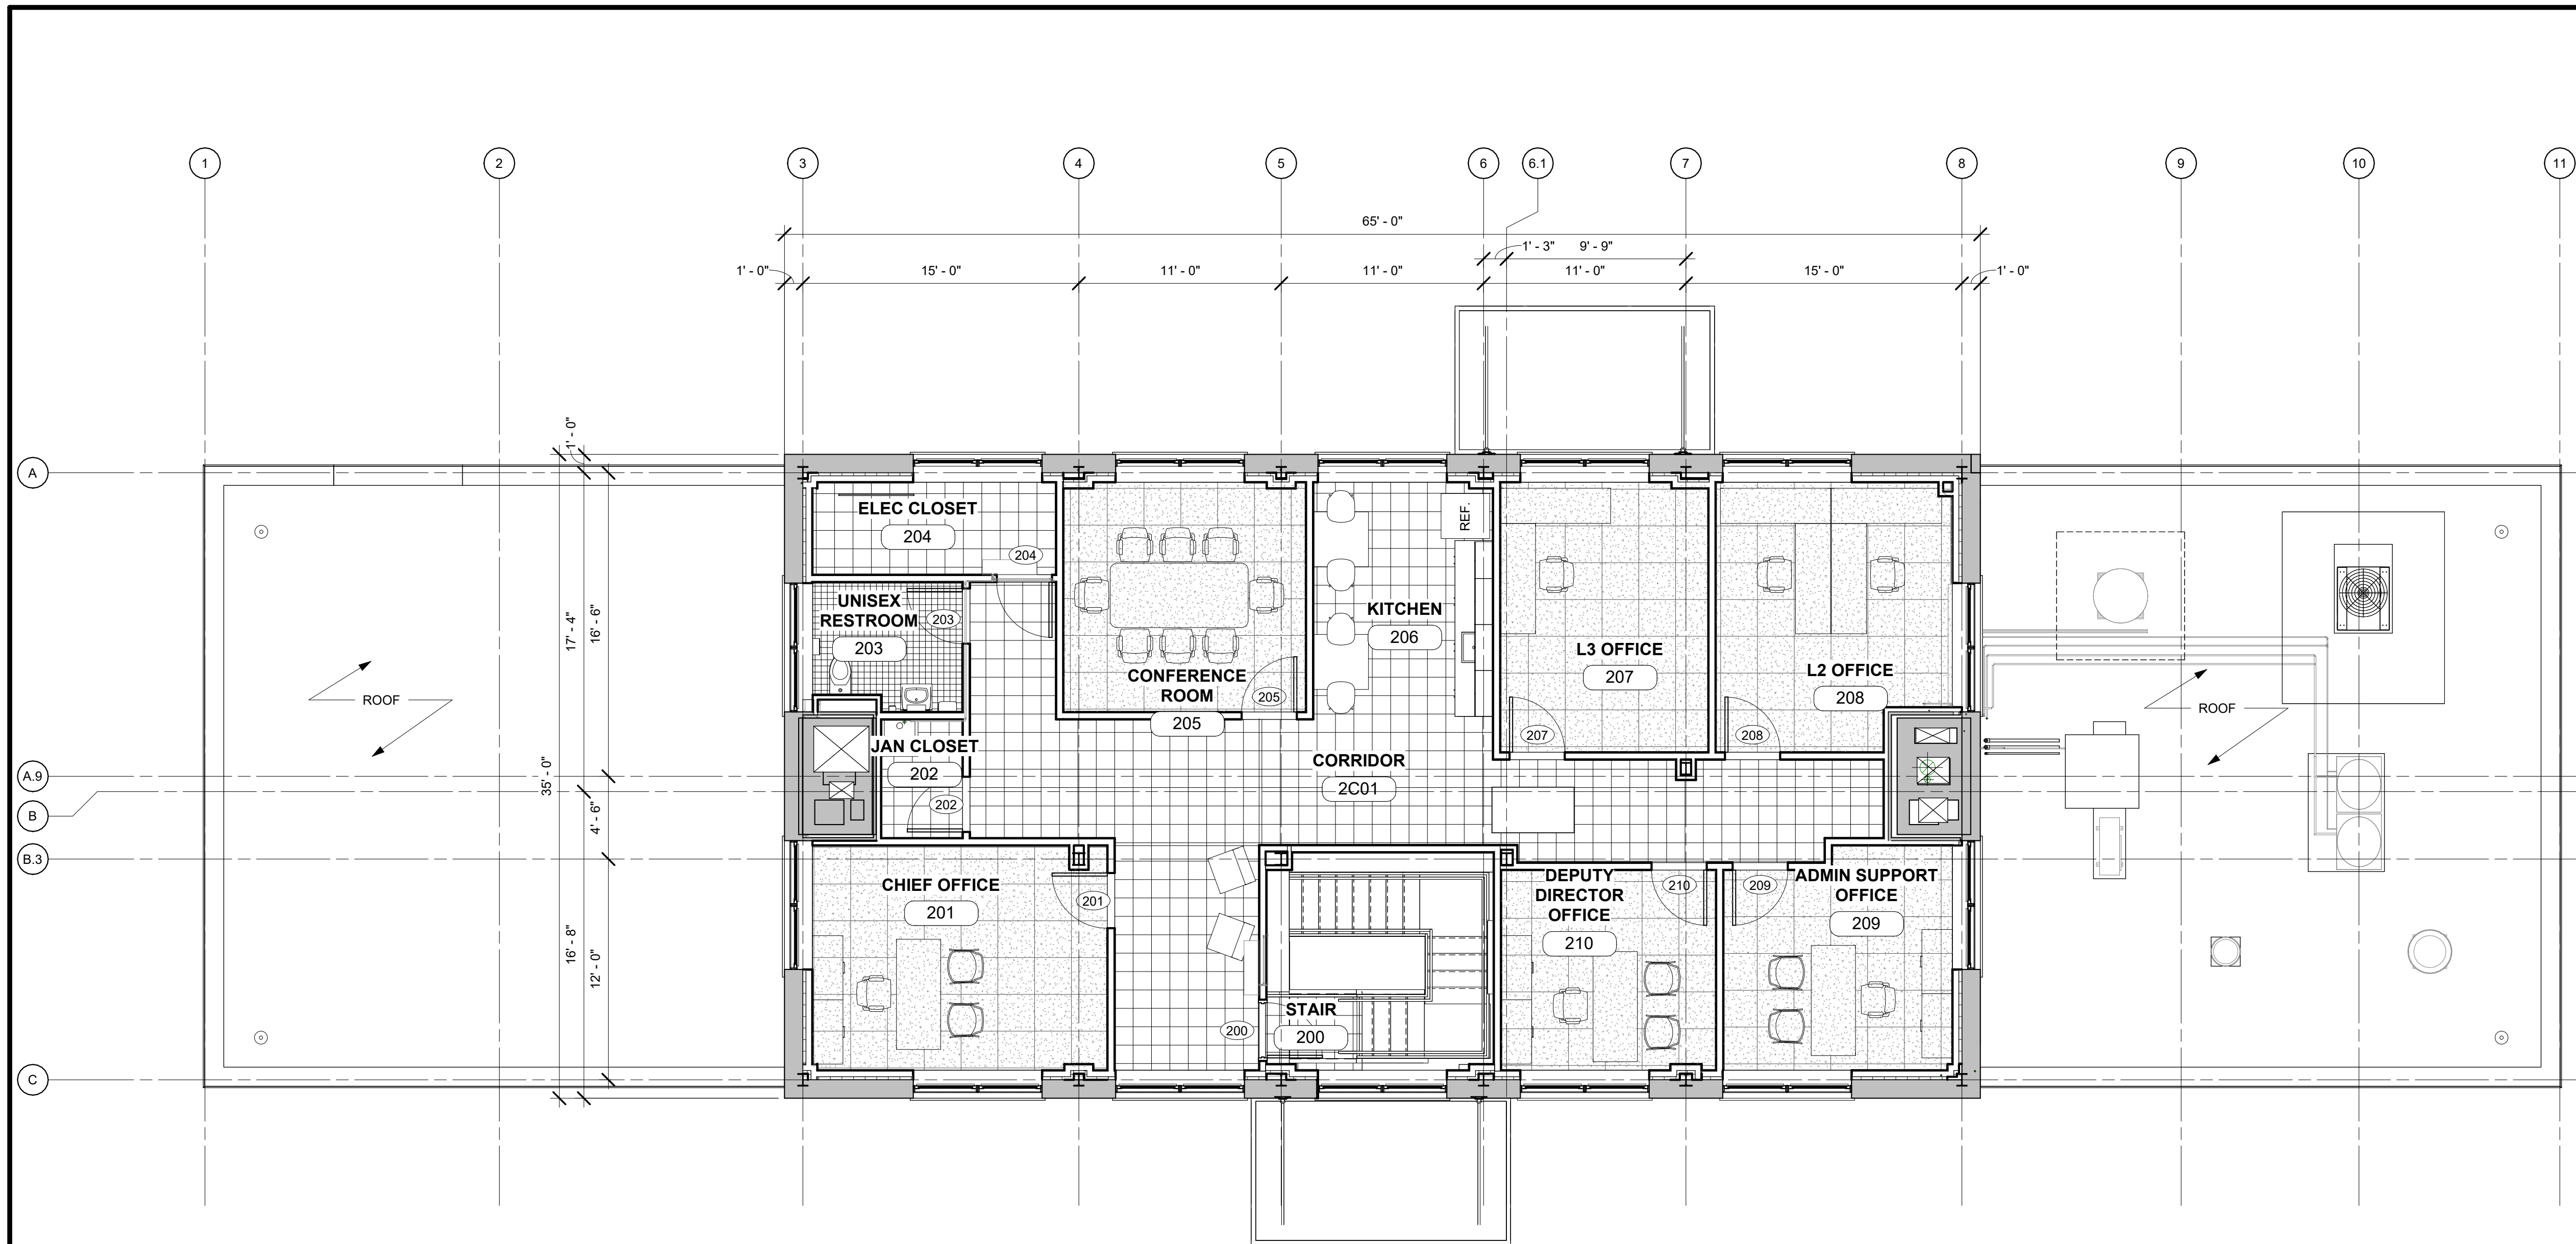 1
2
3
4
5
6
6.1
7
8
9
10
11
65' - 0"
1' - 3"
9' - 9"
1' - 0"
15' - 0"
11' - 0"
11' - 0"
11' - 0"
15' - 0"
1' - 0"
A
A.9
B
B.3
C
1' - 0"
17' - 4"
16' - 6"
35' - 0"
4' - 6"
16' - 8"
12' - 0"
ROOF
ELEC CLOSET
204
204
UNISEX
RESTROOM
203
203
JAN CLOSET
202
202
CONFERENCE
ROOM
205
205
REF.
KITCHEN
206
L3 OFFICE
207
207
L2 OFFICE
208
208
CORRIDOR
2C01
CHIEF OFFICE
201
201
STAIR
200
200
DEPUTY
DIRECTOR
OFFICE
210
210
ADMIN SUPPORT
OFFICE
209
209
ROOF